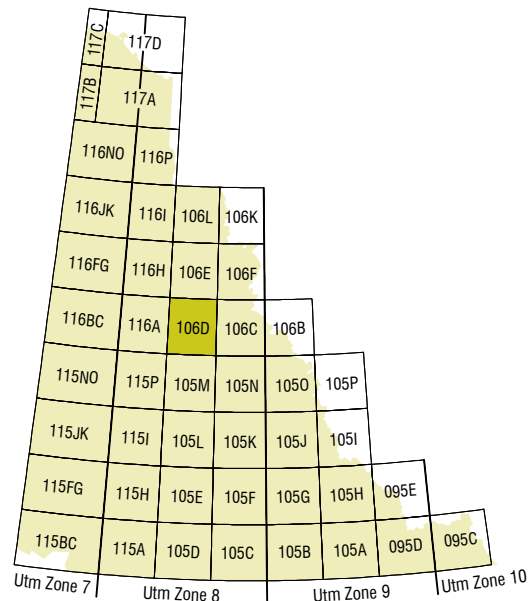 117C
117D
117B
117A
116NO
116P
116JK
116I
106L
106K
116FG
116H
106E
106F
116BC
116A
106D
106C
106B
115NO
115P
105M
105N
105O
105P
115JK
115I
105L
105K
105J
105I
115FG
115H
105E
105F
105G
105H
095E
115BC
115A
105D
105C
105B
105A
095D
095C
Utm Zone 7
Utm Zone 8
Utm Zone 9
Utm Zone 10